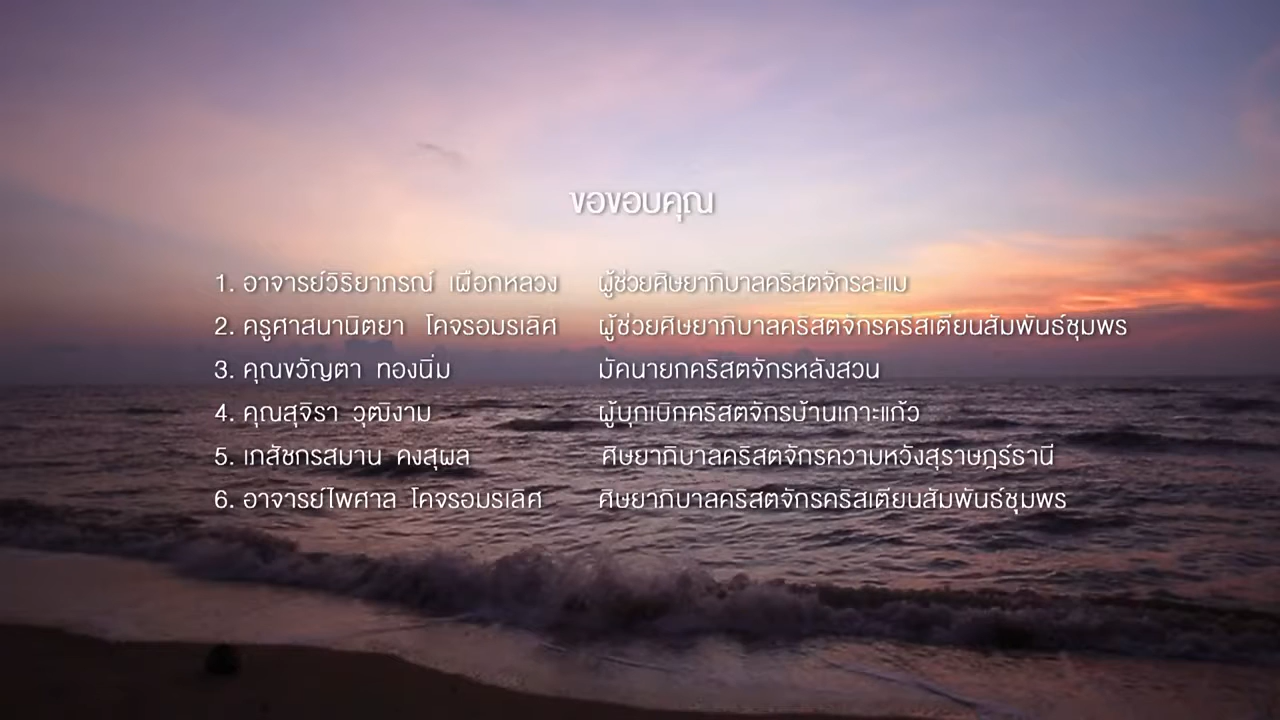 ขอขอบคุณ
1. อาจารย์วิริยาภรณ์ เผือกหลวง ผู้ช่วยศิษยาภิบาลคริสตจักรละแม
2. ครูศาสนานิตยา โคจรอมรเลิศ ผู้ช่วยศิษยาภิบาลคริสตจักรคริสเตียนสัมพันธ์ชุมพร
3. คุณขวัญตา ทองนิ่ม มัคนายกคริสตจักรหลังสวน
4. คุณสุจิรา วุฒิงาม ผู้บุกเบิกคริสตจักรบ้านเกาะแก้ว
5. เภสัชกรสมาน คงสุผล ศิษยาภิบาลคริสตจักรความหวังสุราษฎร์ธานี
6. อาจารย์ไพศาล โคจรอมรเลิศ ศิษยาภิบาลคริสตจักรคริสเตียนสัมพันธ์ชุมพร